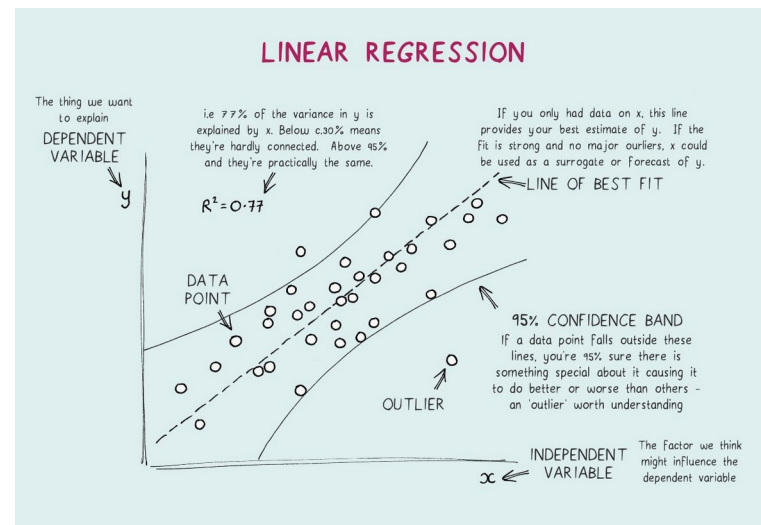 LINEAR REGRESSION
The thing we want
to explain
DEPENDENT
VARIABLE
y
i.e 77% of the variance in y is
explained by x. Below c.30% means
they're hardly connected. Above 95%
and they're practically the same.
R²=0.77
If you only had data on x, this line
provides your best estimate of y. If the
fit is strong and no major ourliers, x could
be used as a surrogate or forecast of y.
LINE OF BEST FIT
DATA
POINT
95% CONFIDENCE BAND
If a data point falls outside these
lines, you're 95% sure there is
something special about it causing it
to do better or worse than others -
an 'outlier' worth understanding
OUTLIER
x
INDEPENDENT
VARIABLE
The factor we think
might influence the
dependent variable